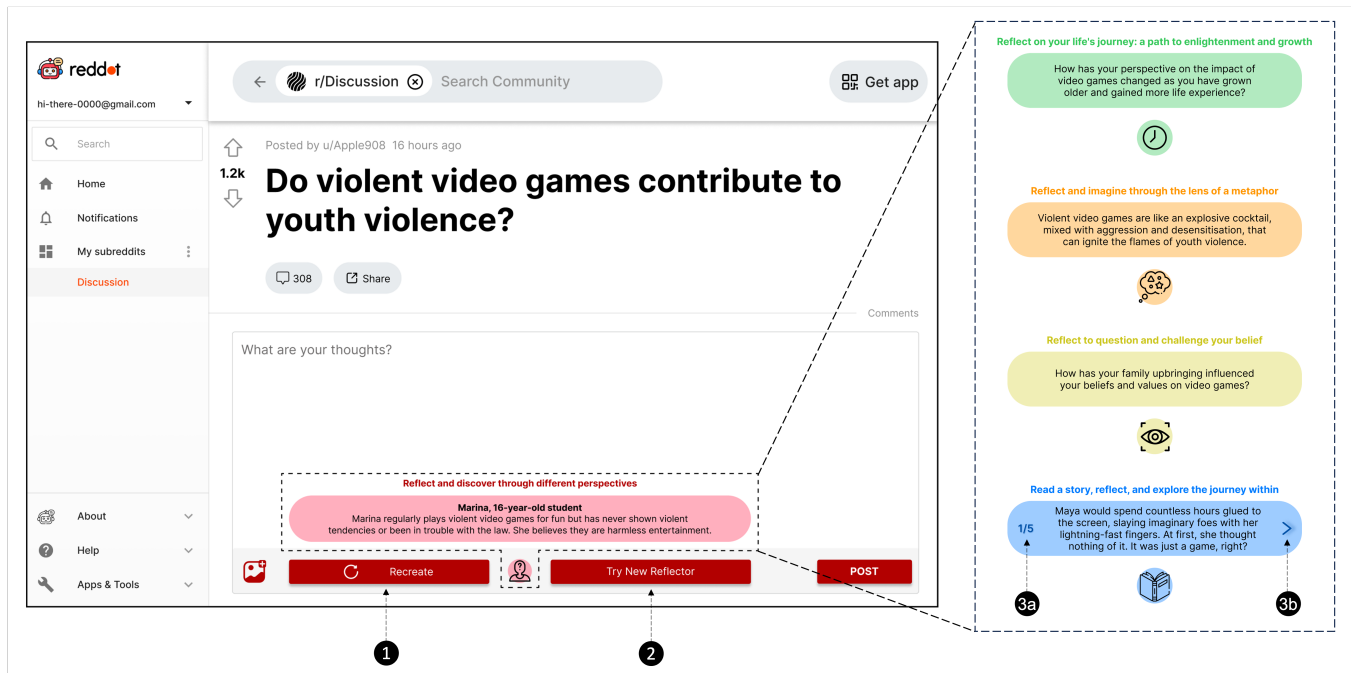 reddot
hi-there-0000@gmail.com
Search
Home
Notifications
My subreddits
Discussion
About
Help
Apps & Tools
r/Discussion
Search Community
Get app
Posted by u/Apple908 16 hours ago
1.2k
Do violent video games contribute to
youth violence?
308
Share
Comments
What are your thoughts?
Reflect and discover through different perspectives
Marina, 16-year-old student
Marina regularly plays violent video games for fun but has never shown violent
tendencies or been in trouble with the law. She believes they are harmless entertainment.
Recreate
Try New Reflector
POST
1
2
Reflect on your life's journey: a path to enlightenment and growth
How has your perspective on the impact of
video games changed as you have grown
older and gained more life experience?
Reflect and imagine through the lens of a metaphor
Violent video games are like an explosive cocktail,
mixed with aggression and desensitisation, that
can ignite the flames of youth violence.
Reflect to question and challenge your belief
How has your family upbringing influenced
your beliefs and values on video games?
Read a story, reflect, and explore the journey within
1/5
Maya would spend countless hours glued to
the screen, slaying imaginary foes with her
lightning-fast fingers. At first, she thought
nothing of it. It was just a game, right?
3a
3b